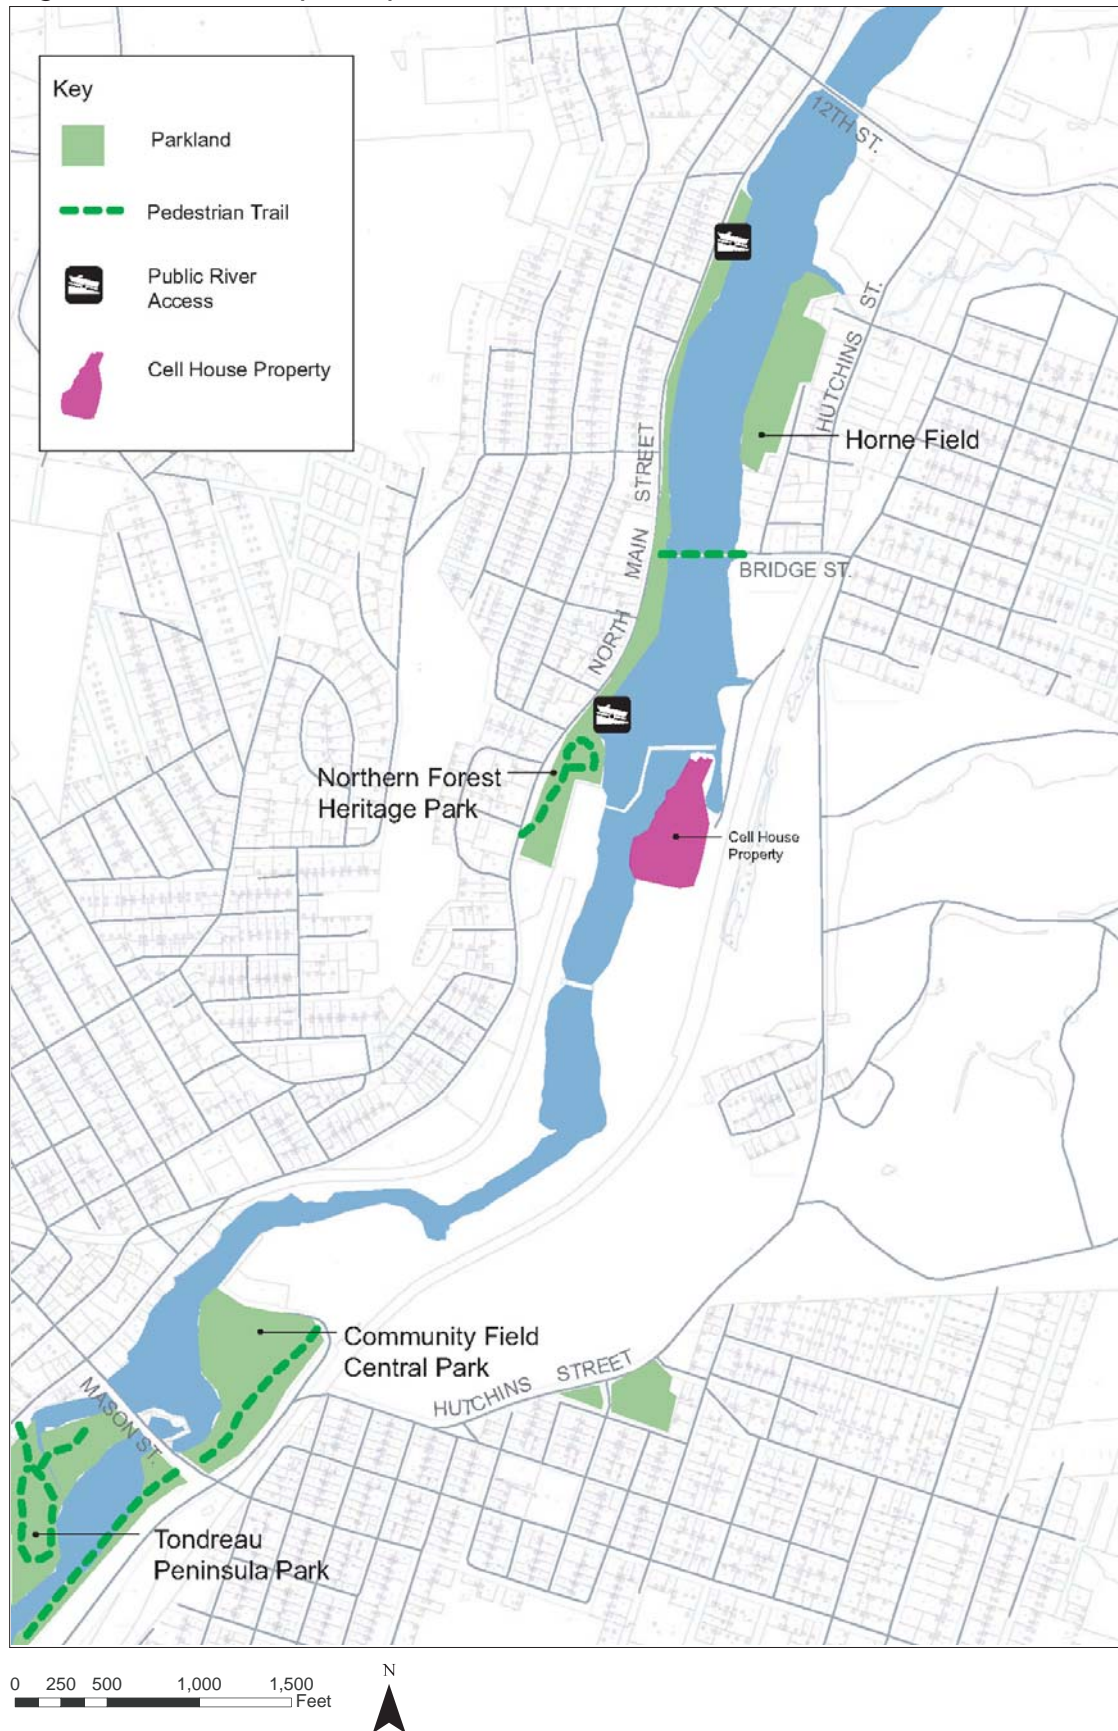 Key
Parkland
Pedestrian Trail
Public River
Access
Cell House Property
12TH ST.
HUTCHINS ST.
Horne Field
NORTH MAIN STREET
BRIDGE ST.
Northern Forest
Heritage Park
Cell House
Property
Community Field
Central Park
HUTCHINS STREET
MASON ST.
Tondreau
Peninsula Park
N
0 250 500 1,000 1,500
Feet